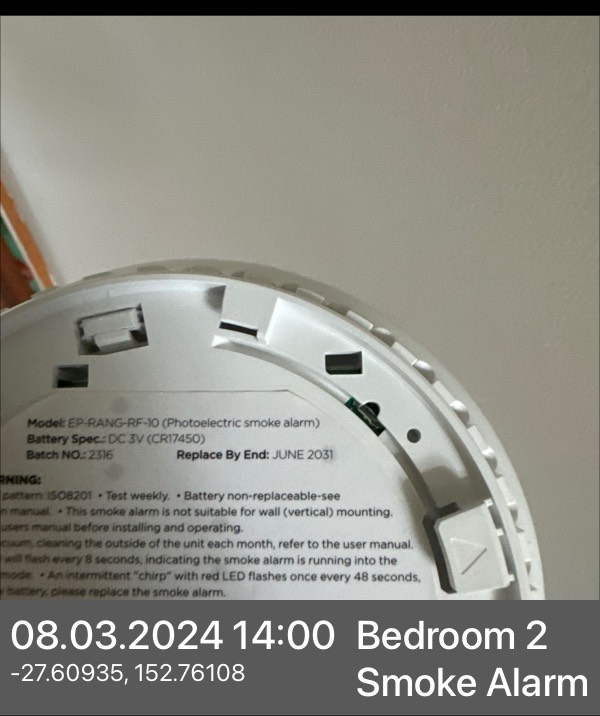 Model: EP-RANG-RF-10 (Photoelectric smoke alarm)
Battery Spec.: DC 3V (CR17450)
Batch NO.: 2316 Replace By End: JUNE 2031
RNING:
pattern: ISO8201 • Test weekly. • Battery non-replaceable-see
n manual. • This smoke alarm is not suitable for wall (vertical) mounting.
users manual before installing and operating.
cuum, cleaning the outside of the unit each month, refer to the user manual.
will flash every 8 seconds, indicating the smoke alarm is running into the
mode. • An intermittent "chirp" with red LED flashes once every 48 seconds,
battery, please replace the smoke alarm.
08.03.2024 14:00 Bedroom 2
-27.60935, 152.76108 Smoke Alarm